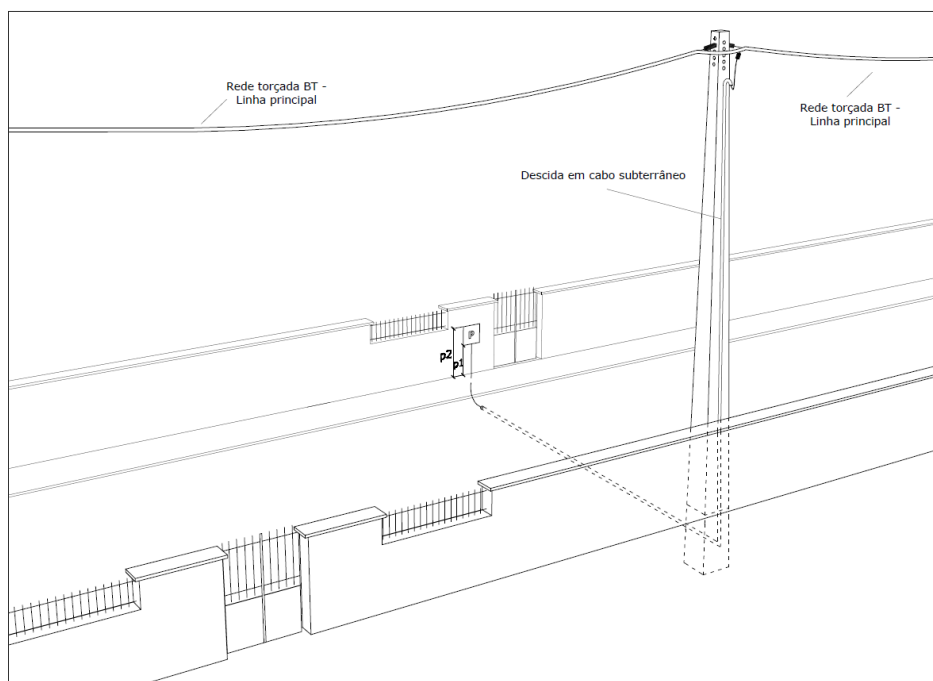 Rede torçada BT -
Linha principal
Rede torçada BT -
Linha principal
Descida em cabo subterrâneo
P
p2
p1